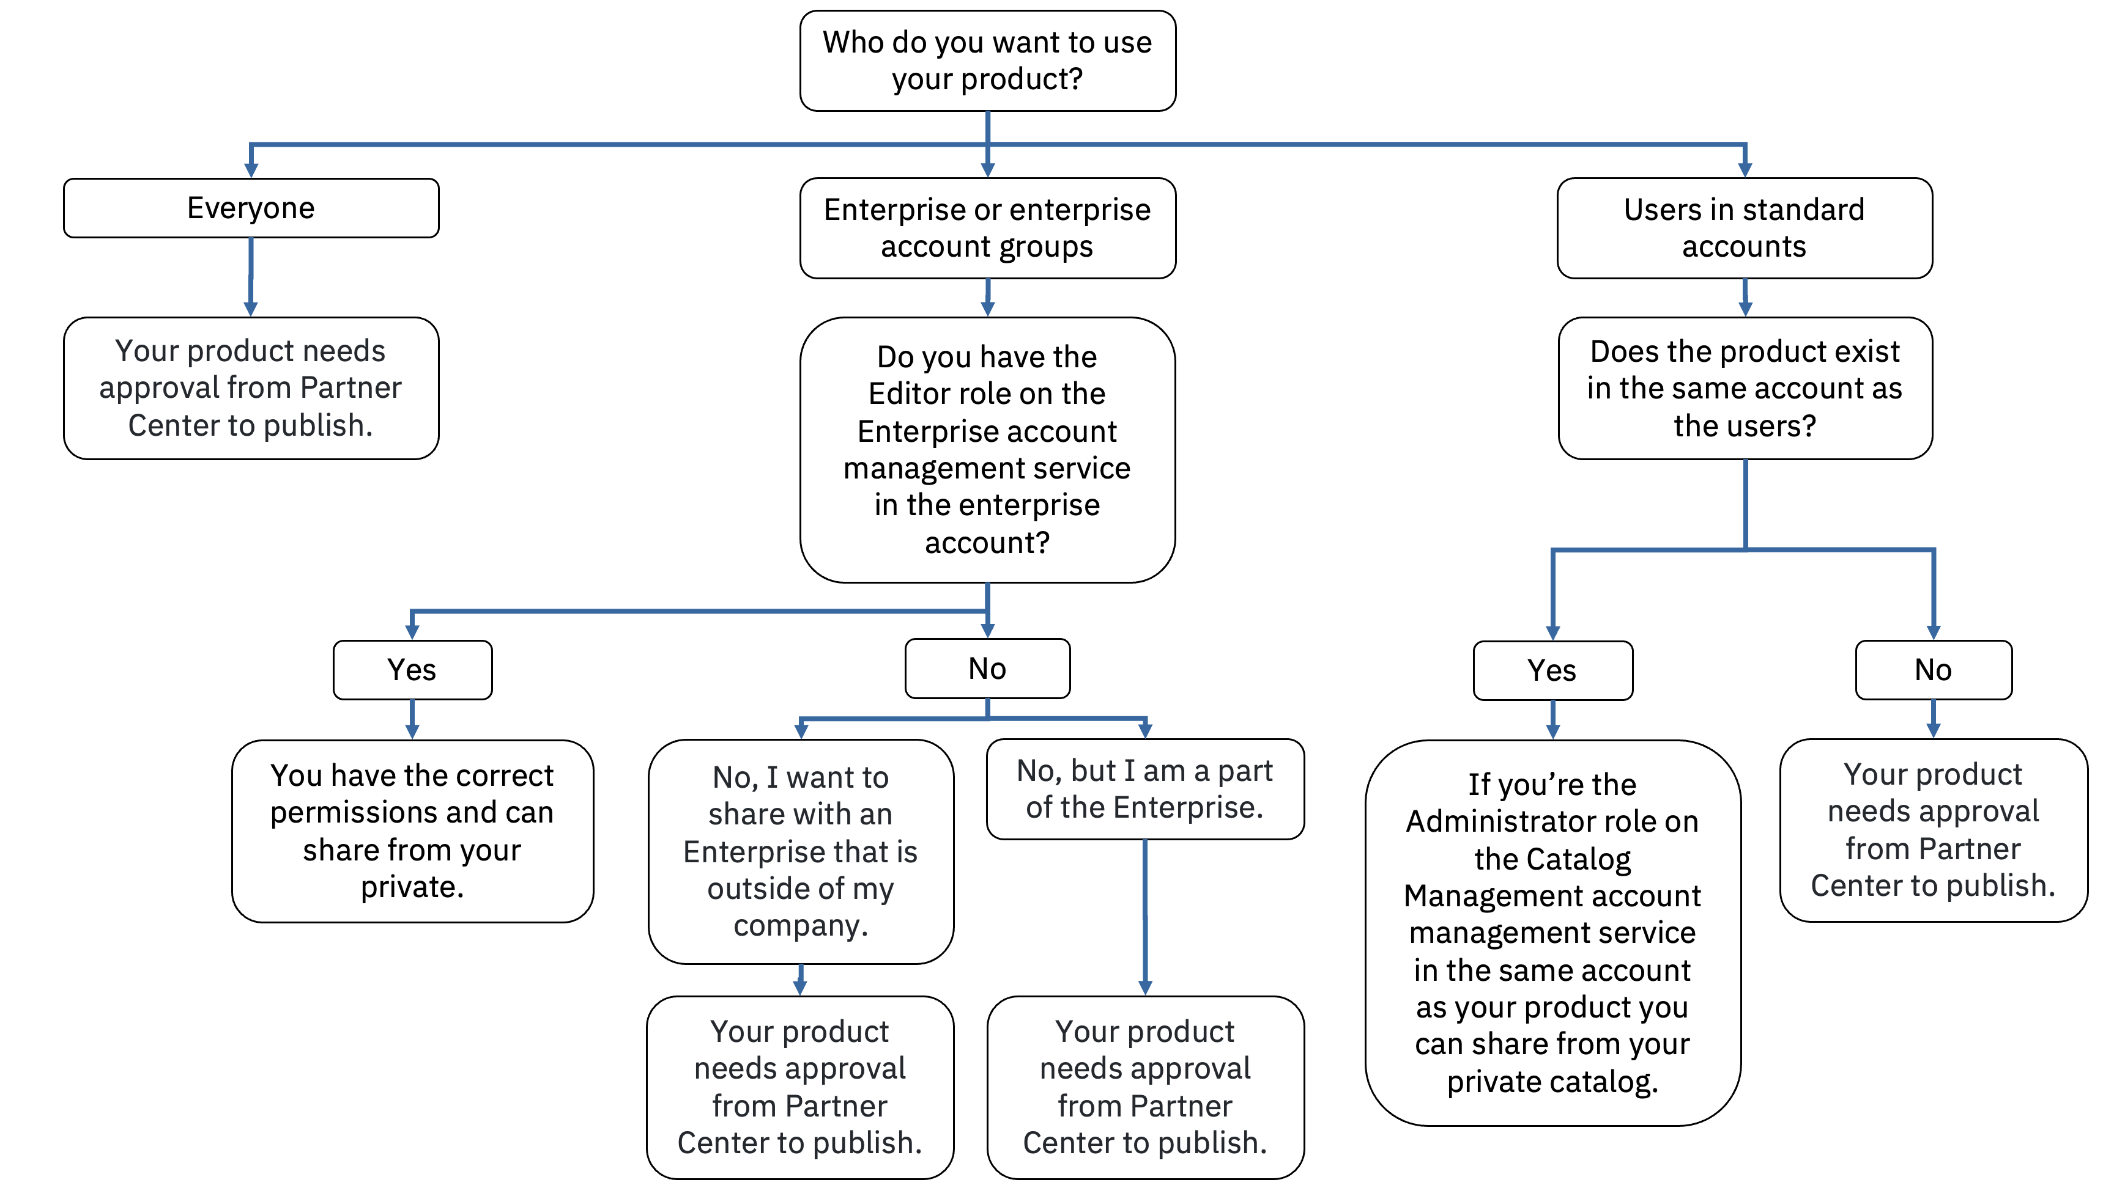 Who do you want to use
your product?
Everyone
Enterprise or enterprise
account groups
Users in standard
accounts
Your product needs
approval from Partner
Center to publish.
Do you have the
Editor role on the
Enterprise account
management service
in the enterprise
account?
Does the product exist
in the same account as
the users?
Yes
No
Yes
No
You have the correct
permissions and can
share from your
private.
No, I want to
share with an
Enterprise that is
outside of my
company.
No, but I am a part
of the Enterprise.
If you’re the
Administrator role on
the Catalog
Management account
management service
in the same account
as your product you
can share from your
private catalog.
Your product
needs approval
from Partner
Center to publish.
Your product
needs approval
from Partner
Center to publish.
Your product
needs approval
from Partner
Center to publish.